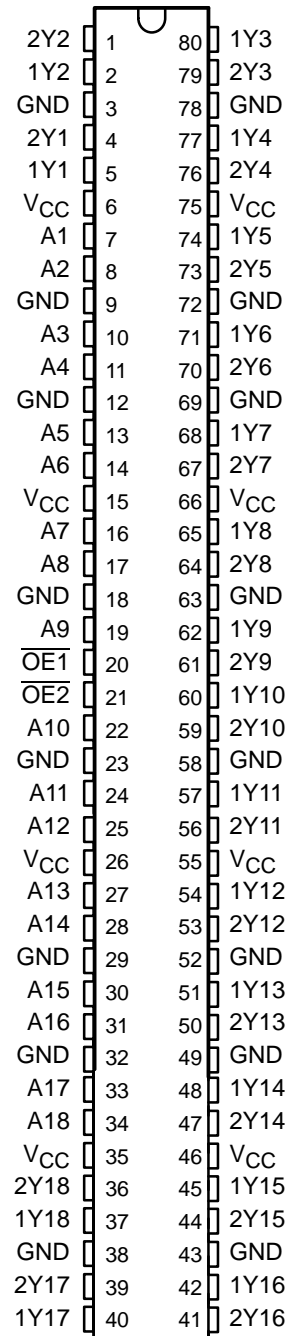 2Y2 1 80 1Y3
1Y2 2 79 2Y3
GND 3 78 GND
2Y1 4 77 1Y4
1Y1 5 76 2Y4
VCC 6 75 VCC
A1 7 74 1Y5
A2 8 73 2Y5
GND 9 72 GND
A3 10 71 1Y6
A4 11 70 2Y6
GND 12 69 GND
A5 13 68 1Y7
A6 14 67 2Y7
VCC 15 66 VCC
A7 16 65 1Y8
A8 17 64 2Y8
GND 18 63 GND
A9 19 62 1Y9
O̅E̅1̅ 20 61 2Y9
O̅E̅2̅ 21 60 1Y10
A10 22 59 2Y10
GND 23 58 GND
A11 24 57 1Y11
A12 25 56 2Y11
VCC 26 55 VCC
A13 27 54 1Y12
A14 28 53 2Y12
GND 29 52 GND
A15 30 51 1Y13
A16 31 50 2Y13
GND 32 49 GND
A17 33 48 1Y14
A18 34 47 2Y14
VCC 35 46 VCC
2Y18 36 45 1Y15
1Y18 37 44 2Y15
GND 38 43 GND
2Y17 39 42 1Y16
1Y17 40 41 2Y16